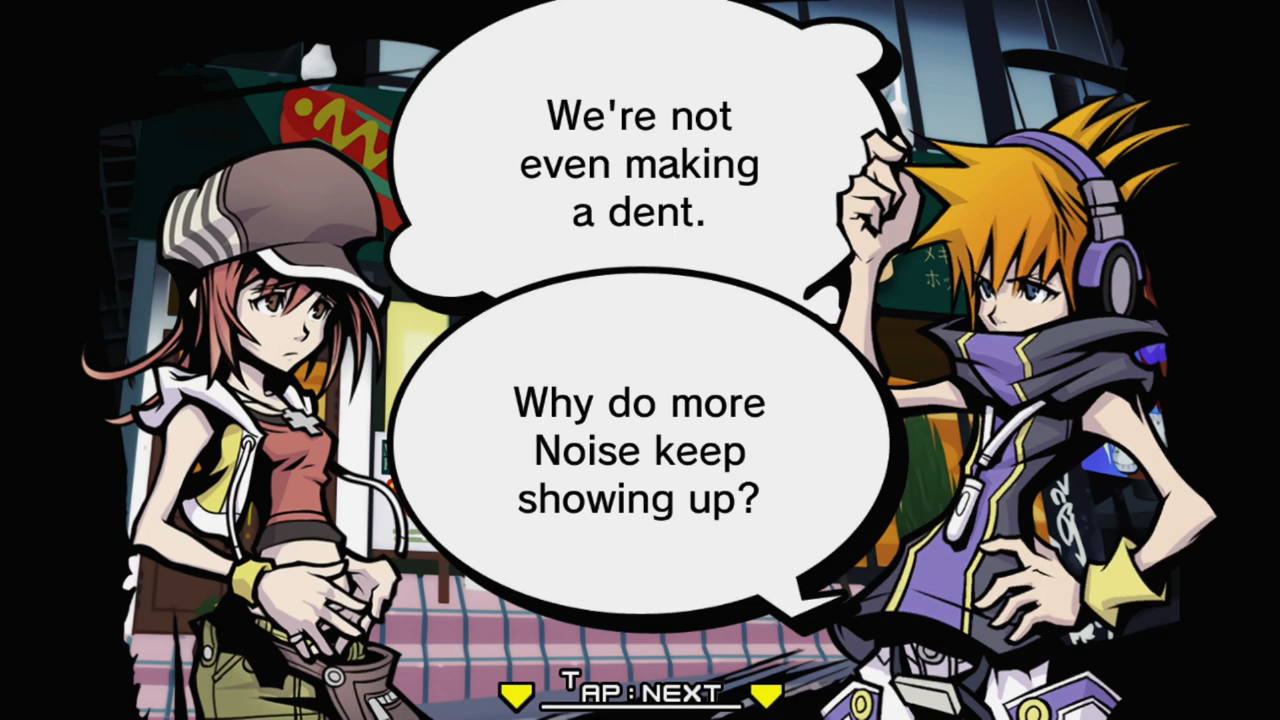 We're not
even making
a dent.
Why do more
Noise keep
showing up?
TAP:NEXT